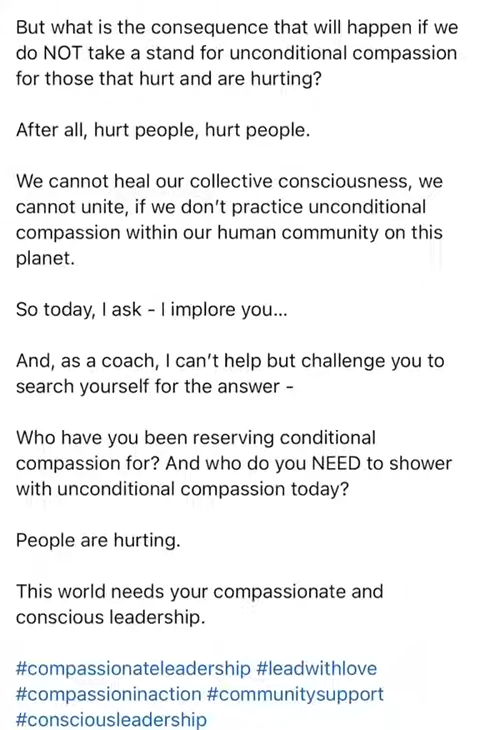 But what is the consequence that will happen if we
do NOT take a stand for unconditional compassion
for those that hurt and are hurting?
After all, hurt people, hurt people.
We cannot heal our collective consciousness, we
cannot unite, if we don't practice unconditional
compassion within our human community on this
planet.
So today, I ask - I implore you...
And, as a coach, I can't help but challenge you to
search yourself for the answer -
Who have you been reserving conditional
compassion for? And who do you NEED to shower
with unconditional compassion today?
People are hurting.
This world needs your compassionate and
conscious leadership.
#compassionateleadership #leadwithlove
#compassioninaction #communitysupport
#consciousleadership